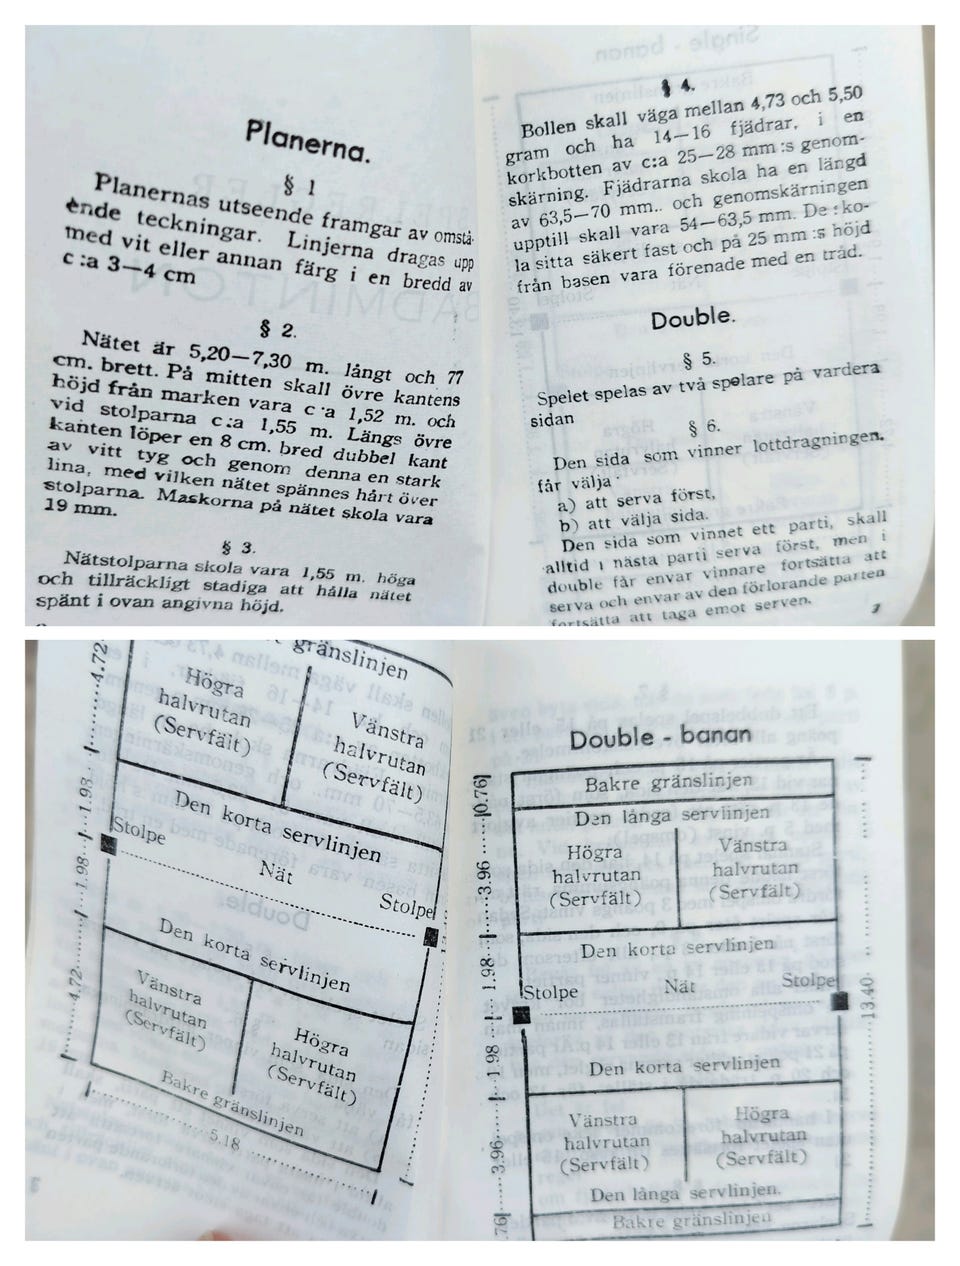 Planerna.
§ 1
Planernas utseende framgar av omstå-
ende teckningar. Linjerna dragas upp
med vit eller annan färg i en bredd av
c:a 3—4 cm
§ 2.
Nätet är 5,20—7,30 m. långt och 77
cm. brett. På mitten skall övre kantens
höjd från marken vara c:a 1,52 m. och
vid stolparna c:a 1,55 m. Längs övre
kanten löper en 8 cm. bred dubbel kant
av vitt tyg och genom denna en stark
lina, med vilken nätet spännes hårt över
stolparna. Maskorna på nätet skola vara
19 mm.
§ 3.
Nätstolparna skola vara 1,55 m. höga
och tillräckligt stadiga att hålla nätet
spänt i ovan angivna höjd.
§ 4.
Bollen skall väga mellan 4,73 och 5,50
gram och ha 14—16 fjädrar, i en
korkbotten av c:a 25—28 mm:s genom-
skärning. Fjädrarna skola ha en längd
av 63,5—70 mm.. och genomskärningen
upptill skall vara 54—63,5 mm. De sko-
la sitta säkert fast och på 25 mm:s höjd
från basen vara förenade med en tråd.
Double.
§ 5.
Spelet spelas av två spelare på vardera
sidan
§ 6.
Den sida som vinner lottdragningen.
får välja
a) att serva först,
b) att välja sida.
Den sida som vinnet ett parti, skall
alltid i nästa parti serva först, men i
double får envar vinnare fortsätta att
serva och envar av den förlorande parten
fortsätta att taga emot serven.
3
gränslinjen
4.72
Högra
halvrutan
(Servfält)
Vänstra
halvrutan
(Servfält)
1.98
Den korta servlinjen
Stolpe
Nät
Stolpe
1.98
Den korta servlinjen
4.72
Vänstra
halvrutan
(Servfält)
Högra
halvrutan
(Servfält)
Bakre gränslinjen
5.18
Double - banan
0.76
Bakre gränslinjen
Den långa servlinjen
3.96
Högra
halvrutan
(Servfält)
Vänstra
halvrutan
(Servfält)
1.98
Den korta servlinjen
Stolpe
Nät
Stolpe
13.40
1.98
Den korta servlinjen
3.96
Vänstra
halvrutan
(Servfält)
Högra
halvrutan
(Servfält)
Den långa servlinjen.
.76
Bakre gränslinjen